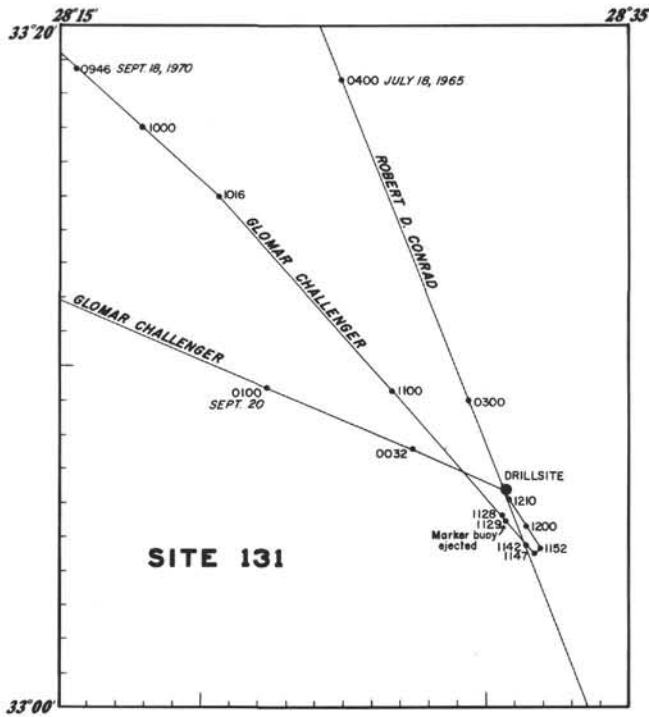 28°15'
28°35'
33°20'
0946 SEPT. 18, 1970
0400 JULY 18, 1965
1000
ROBERT D. CONRAD
1016
GLOMAR CHALLENGER
GLOMAR CHALLENGER
0100
SEPT. 20
1100
0300
0032
DRILLSITE
1210
1128
1129
1200
Marker buoy
ejected
1142
1147
1152
SITE 131
33°00'